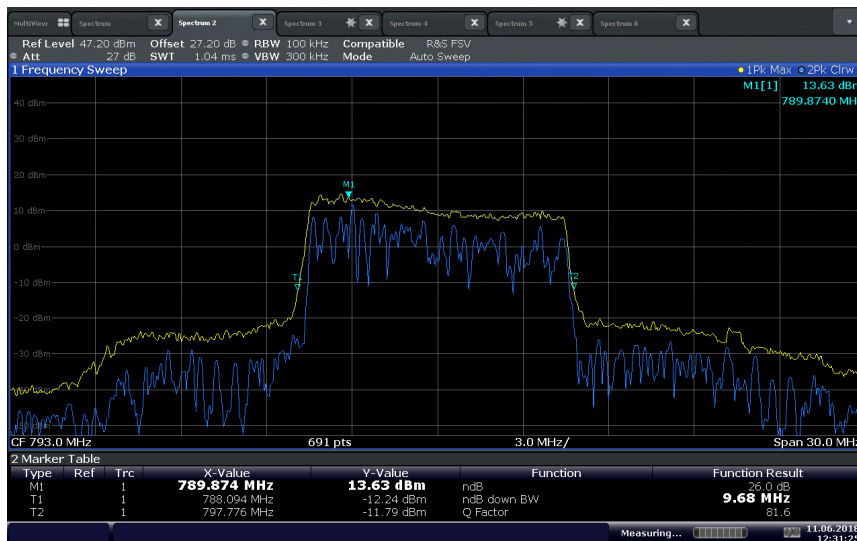 MultiView Spectrum X Spectrum 2 X Spectrum 3 X Spectrum 4 X Spectrum 5 X Spectrum 6 X
Ref Level 47.20 dBm Offset 27.20 dB RBW 100 kHz Compatible R&S FSV
Att 27 dB SWT 1.04 ms VBW 300 kHz Mode Auto Sweep
1 Frequency Sweep 1Pk Max 2Pk Clrw
M1[1] 13.63 dBr
789.8740 MH
40 dBm
30 dBm
20 dBm
M1
10 dBm
0 dBm
T1 T2
-10 dBm
-20 dBm
-30 dBm
CF 793.0 MHz 691 pts 3.0 MHz/ Span 30.0 MHz
2 Marker Table
Type Ref Trc X-Value Y-Value Function Function Result
M1 1 789.874 MHz 13.63 dBm ndB 26.0 dB
T1 1 788.094 MHz -12.24 dBm ndB down BW 9.68 MHz
T2 1 797.776 MHz -11.79 dBm Q Factor 81.6
Measuring... 11.06.2018
12:31:25